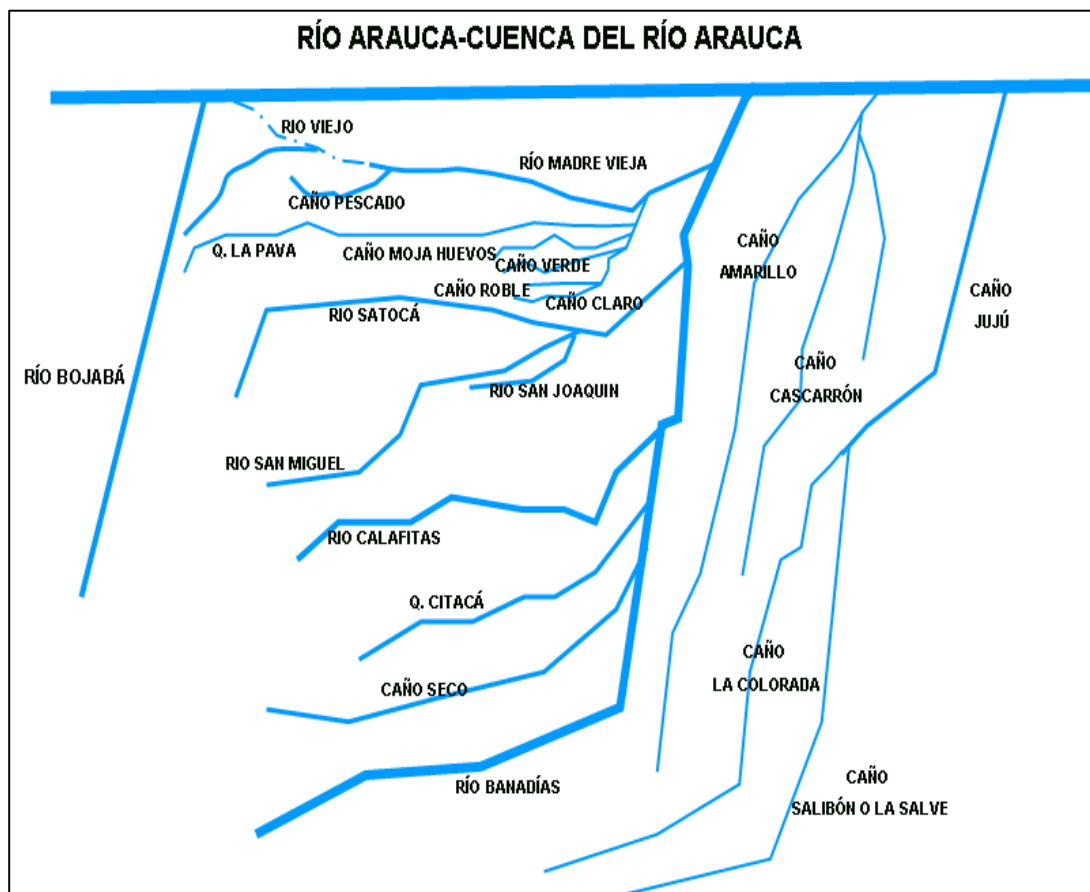 RÍO ARAUCA-CUENCA DEL RÍO ARAUCA
RIO VIEJO
RÍO MADRE VIEJA
CAÑO PESCADO
Q. LA PAVA
CAÑO MOJA HUEVOS
CAÑO VERDE
CAÑO
AMARILLO
CAÑO ROBLE
CAÑO CLARO
CAÑO
JUJÚ
RIO SATOCÁ
RÍO BOJABÁ
CAÑO
CASCARRÓN
RIO SAN JOAQUIN
RIO SAN MIGUEL
RIO CALAFITAS
Q. CITACÁ
CAÑO
LA COLORADA
CAÑO SECO
RÍO BANADÍAS
CAÑO
SALIBÓN O LA SALVE